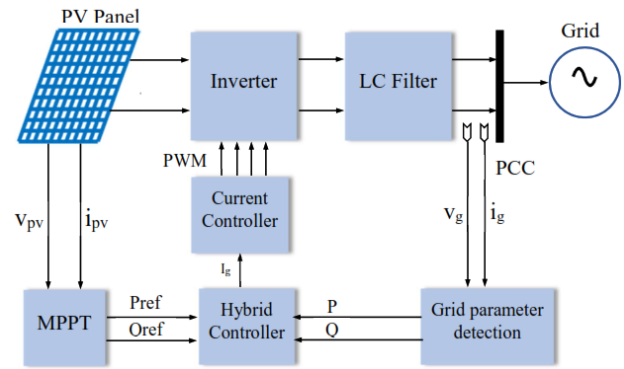 PV Panel
Grid
Inverter
LC Filter
PWM
PCC
Current
Controller
vpv
ipv
vg
ig
Ig
MPPT
Pref
Oref
Hybrid
Controller
P
Q
Grid parameter
detection